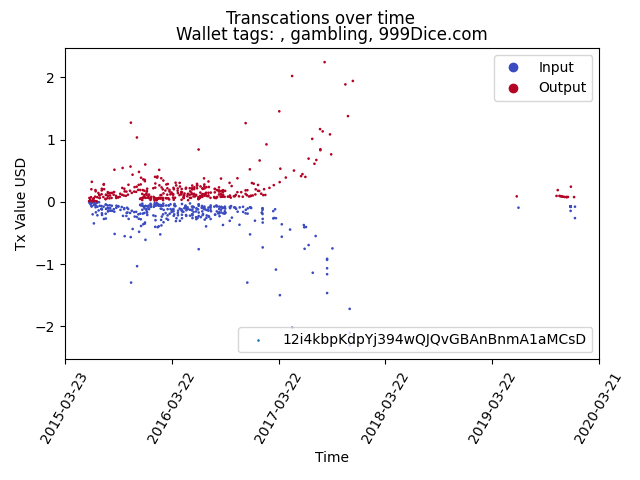 Transcations over time
Wallet tags: , gambling, 999Dice.com
Input
Output
2
1
0
−1
−2
Tx Value USD
12i4kbpKdpYj394wQJQvGBAnBnmA1aMCsD
2015-03-23
2016-03-22
2017-03-22
2018-03-22
2019-03-22
2020-03-21
Time